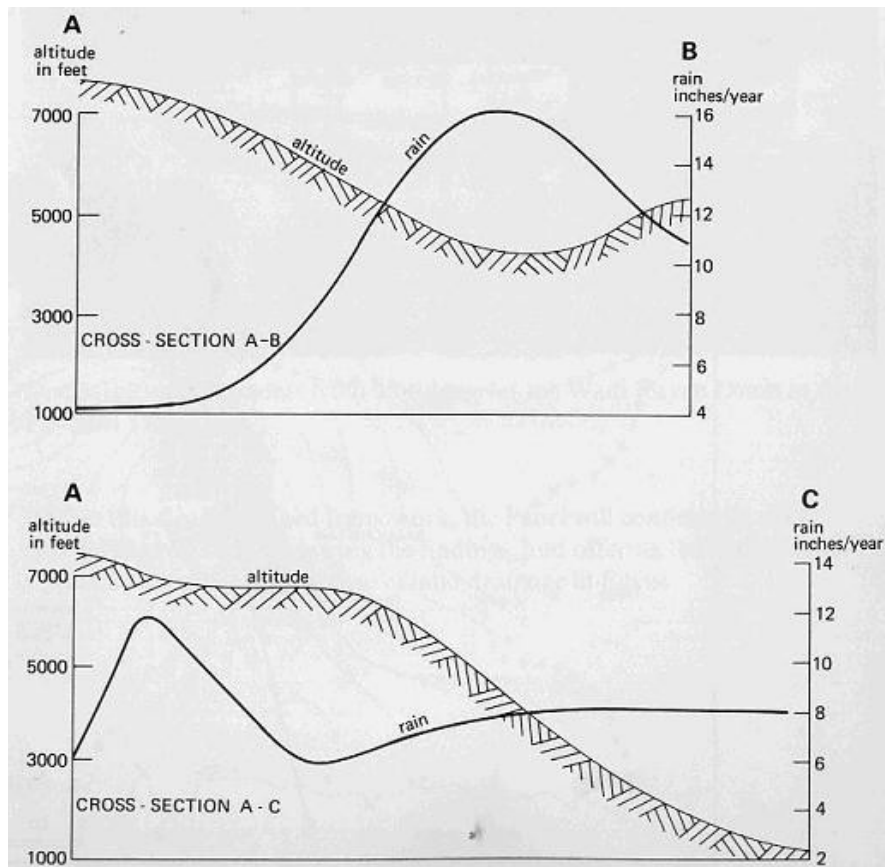 A
altitude
in feet
B
rain
inches/year
7000
5000
3000
1000
16
14
12
10
8
6
4
altitude
rain
CROSS - SECTION A-B
A
altitude
in feet
C
rain
inches/year
7000
5000
3000
1000
14
12
10
8
6
4
2
altitude
rain
CROSS - SECTION A - C